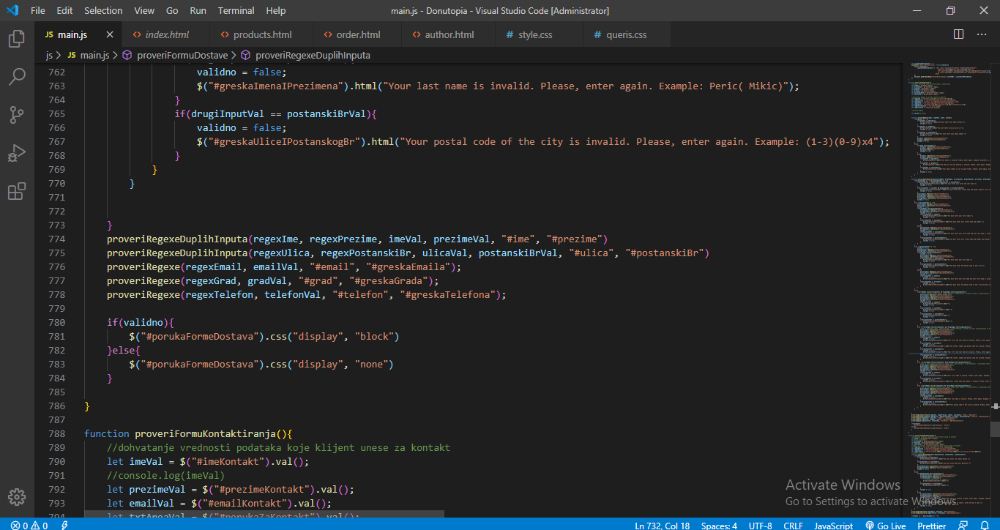 File Edit Selection View Go Run Terminal Help main.js - Donutopia - Visual Studio Code [Administrator]
JS main.js <> index.html <> products.html <> order.html <> author.html # style.css # queris.css
js > JS main.js > proveriFormuDostave > proveriRegexeDuplihInputa
762 validno = false;
763 $("#greskaImenaIPrezimena").html("Your last name is invalid. Please, enter again. Example: Peric( Mikic)");
764 }
765 if(drugiInputVal == postanskiBrVal){
766 validno = false;
767 $("#greskaUliceIPostanskogBr").html("Your postal code of the city is invalid. Please, enter again. Example: (1-3)(0-9)x4");
768 }
769 }
770 }
771
772
773 }
774 proveriRegexeDuplihInputa(regexIme, regexPrezime, imeVal, prezimeVal, "#ime", "#prezime")
775 proveriRegexeDuplihInputa(regexUlica, regexPostanskiBr, ulicaVal, postanskiBrVal, "#ulica", "#postanskiBr")
776 proveriRegexe(regexEmail, emailVal, "#email", "#greskaEmaila");
777 proveriRegexe(regexGrad, gradVal, "#grad", "#greskaGrada");
778 proveriRegexe(regexTelefon, telefonVal, "#telefon", "#greskaTelefona");
779
780 if(validno){
781 $("#porukaFormeDostava").css("display", "block")
782 }else{
783 $("#porukaFormeDostava").css("display", "none")
784 }
785
786 }
787
788 function proveriFormuKontaktiranja(){
789 //dohvatanje vrednosti podataka koje klijent unese za kontakt
790 let imeVal = $("#imeKontakt").val();
791 //console.log(imeVal)
792 let prezimeVal = $("#prezimeKontakt").val();
793 let emailVal = $("#emailKontakt").val();
794 let txtAreaVal = $("#porukaZaKontakt").val();
Activate Windows
Go to Settings to activate Windows.
0 0 Ln 732, Col 18 Spaces: 4 UTF-8 CRLF JavaScript Go Live Prettier